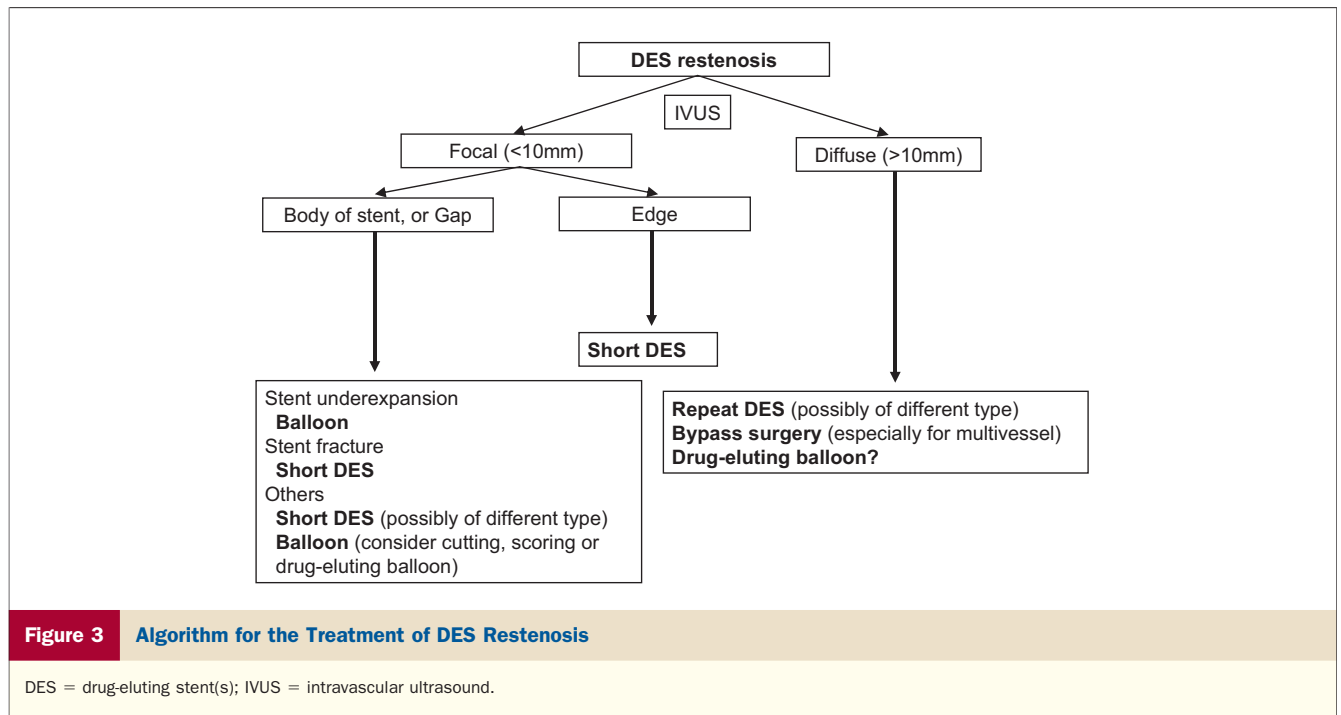 DES restenosis
IVUS
Focal (<10mm)
Diffuse (>10mm)
Body of stent, or Gap
Edge
Short DES
Stent underexpansion
Balloon
Stent fracture
Short DES
Others
Short DES (possibly of different type)
Balloon (consider cutting, scoring or
drug-eluting balloon)
Repeat DES (possibly of different type)
Bypass surgery (especially for multivessel)
Drug-eluting balloon?
Figure 3 Algorithm for the Treatment of DES Restenosis
DES = drug-eluting stent(s); IVUS = intravascular ultrasound.